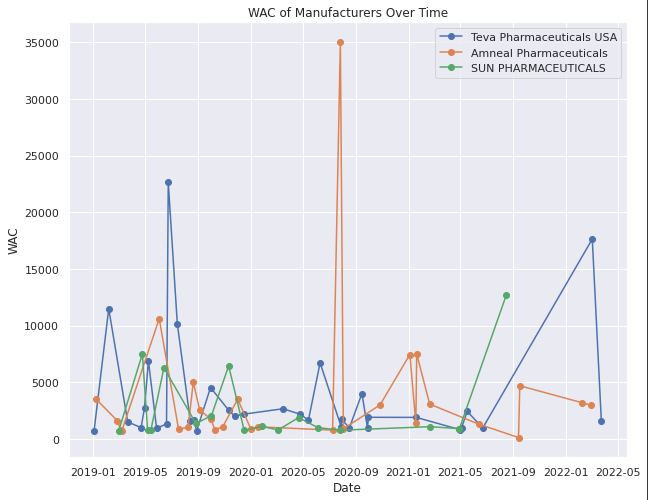 WAC of Manufacturers Over Time
Teva Pharmaceuticals USA
Amneal Pharmaceuticals
SUN PHARMACEUTICALS
35000
30000
25000
20000
15000
10000
5000
0
WAC
2019-01 2019-05 2019-09 2020-01 2020-05 2020-09 2021-01 2021-05 2021-09 2022-01 2022-05
Date